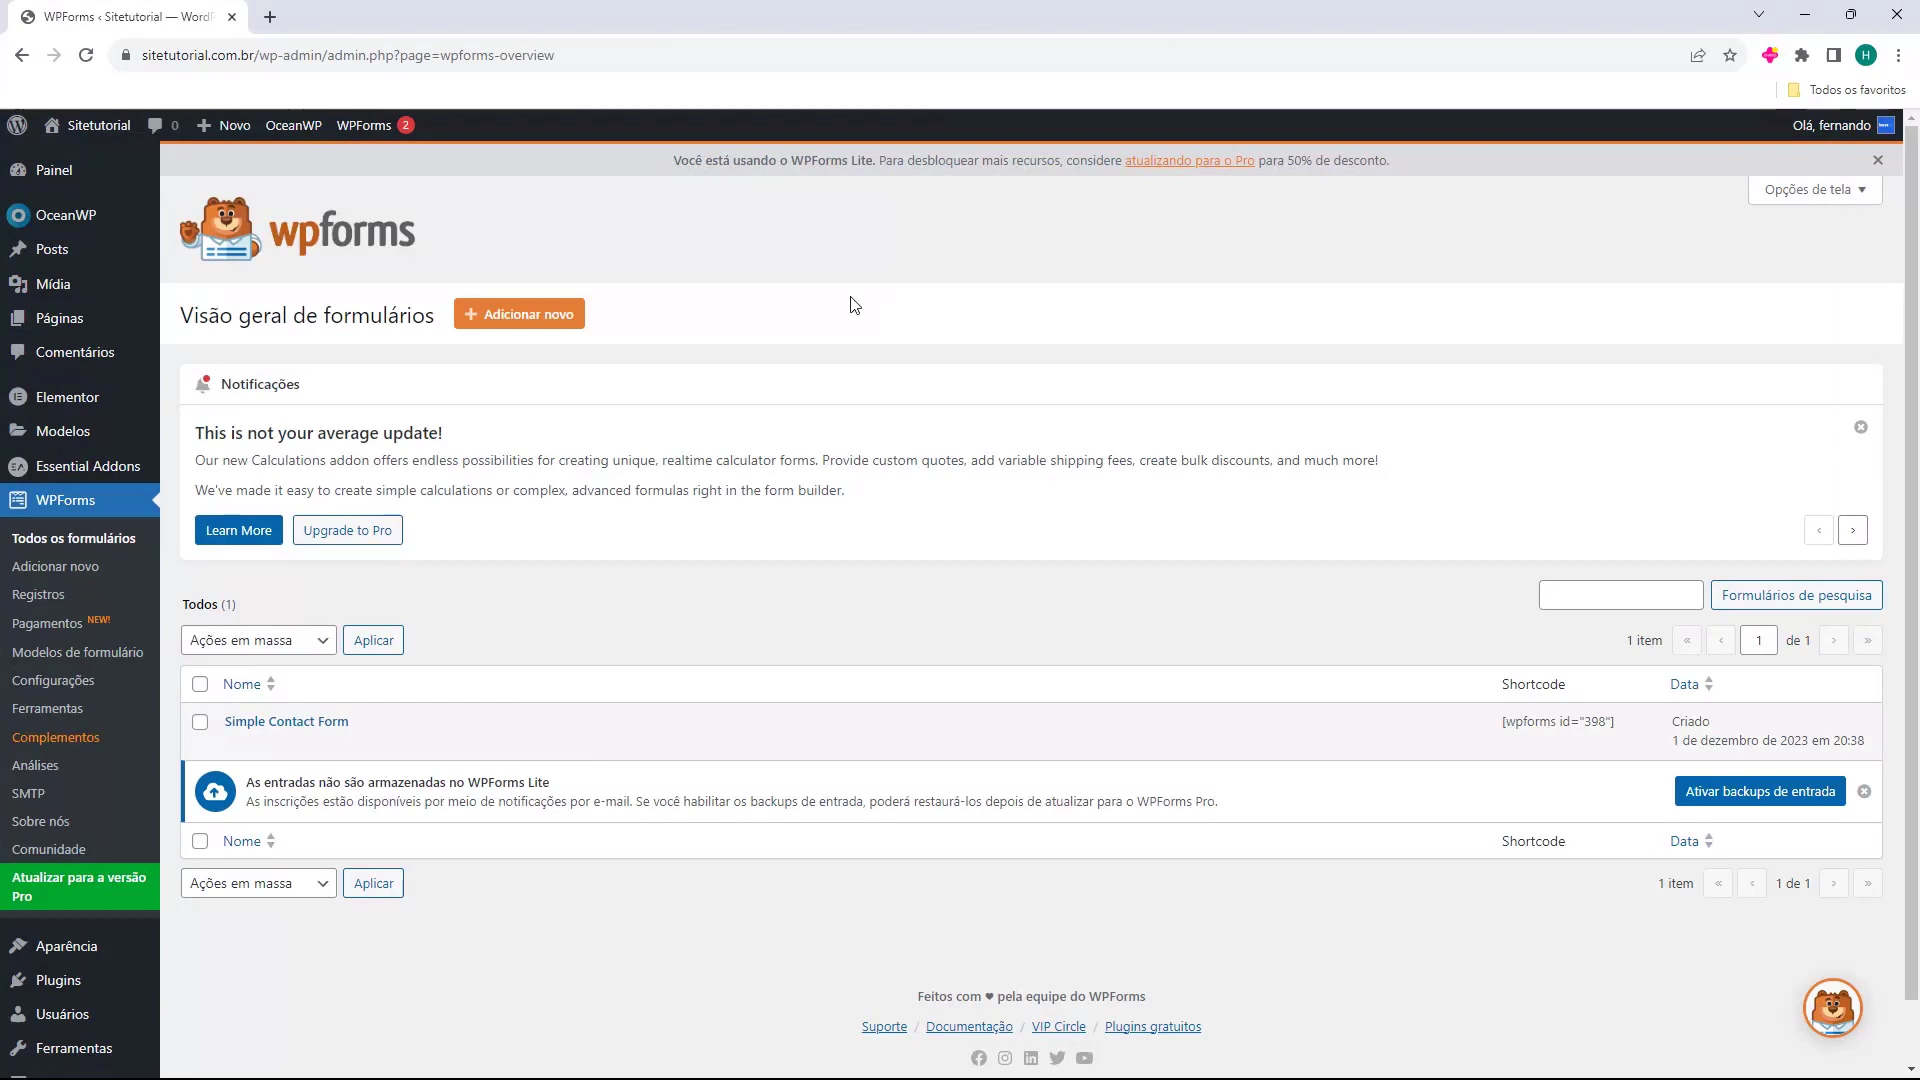 WPForms ‹ Sitetutorial — WordP
sitetutorial.com.br/wp-admin/admin.php?page=wpforms-overview
H
Todos os favoritos
Sitetutorial 0 Novo OceanWP WPForms 2
Olá, fernando
Você está usando o WPForms Lite. Para desbloquear mais recursos, considere atualizando para o Pro para 50% de desconto.
Opções de tela
Painel
OceanWP
Posts
Mídia
Páginas
Comentários
Elementor
Modelos
Essential Addons
WPForms
Todos os formulários
Adicionar novo
Registros
Pagamentos NEW!
Modelos de formulário
Configurações
Ferramentas
Complementos
Análises
SMTP
Sobre nós
Comunidade
Atualizar para a versão
Pro
Aparência
Plugins
Usuários
Ferramentas
wpforms
Visão geral de formulários
Adicionar novo
Notificações
This is not your average update!
Our new Calculations addon offers endless possibilities for creating unique, realtime calculator forms. Provide custom quotes, add variable shipping fees, create bulk discounts, and much more!
We've made it easy to create simple calculations or complex, advanced formulas right in the form builder.
Learn More Upgrade to Pro
‹ ›
Todos (1)
Formulários de pesquisa
Ações em massa Aplicar
1 item « ‹ 1 de 1 › »
Nome Shortcode Data
Simple Contact Form [wpforms id="398"] Criado
1 de dezembro de 2023 em 20:38
As entradas não são armazenadas no WPForms Lite
As inscrições estão disponíveis por meio de notificações por e-mail. Se você habilitar os backups de entrada, poderá restaurá-los depois de atualizar para o WPForms Pro.
Ativar backups de entrada
Nome Shortcode Data
Ações em massa Aplicar
1 item « ‹ 1 de 1 › »
Feitos com ♥ pela equipe do WPForms
Suporte / Documentação / VIP Circle / Plugins gratuitos